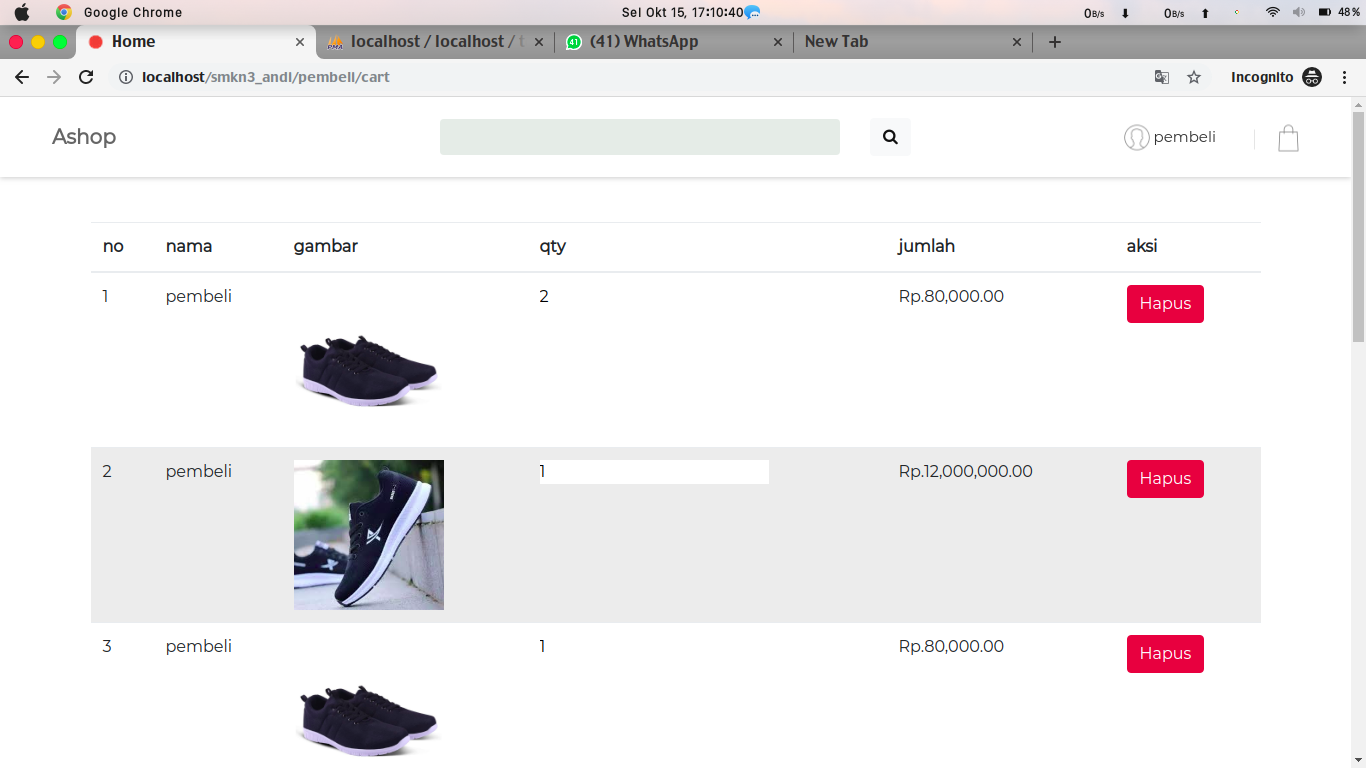 Google Chrome
Sel Okt 15, 17:10:40
0B/s 0B/s 48%
Home
localhost / localhost / t
(41) WhatsApp
New Tab
localhost/smkn3_andl/pembeli/cart
Incognito
Ashop
pembeli
no nama gambar qty jumlah aksi
1 pembeli 2 Rp.80,000.00 Hapus
2 pembeli 1 Rp.12,000,000.00 Hapus
3 pembeli 1 Rp.80,000.00 Hapus